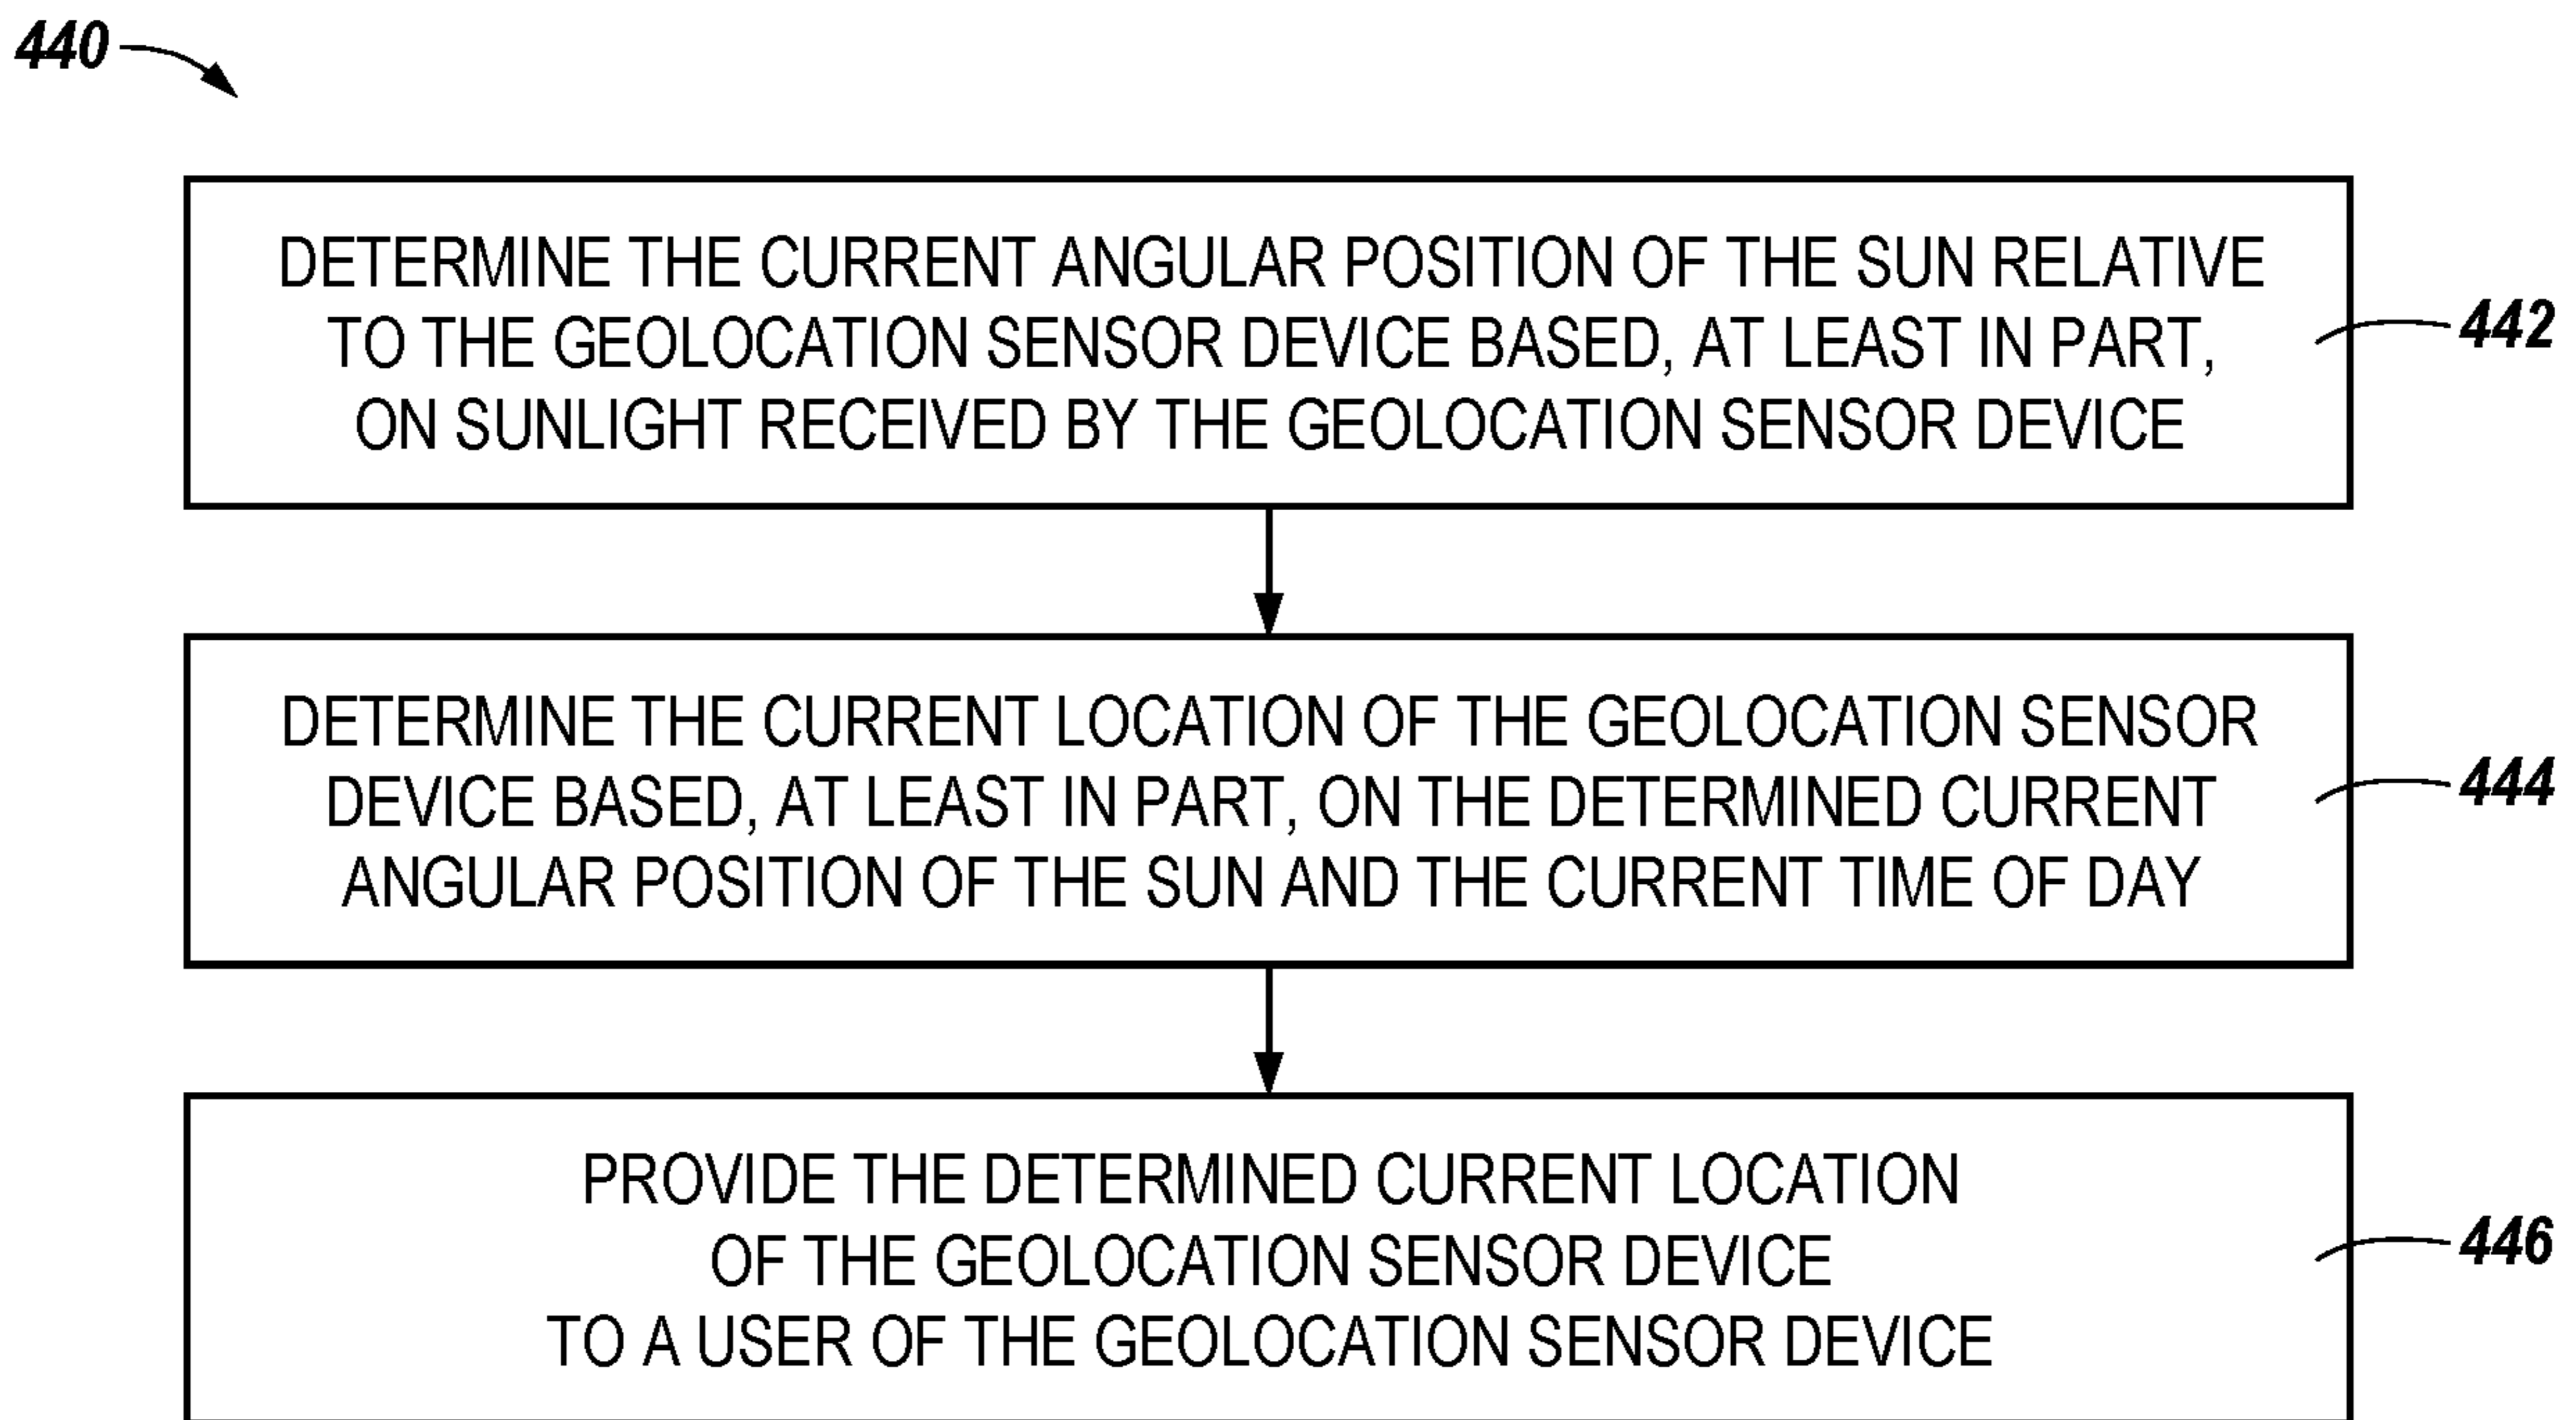 440
DETERMINE THE CURRENT ANGULAR POSITION OF THE SUN RELATIVE
TO THE GEOLOCATION SENSOR DEVICE BASED, AT LEAST IN PART,
ON SUNLIGHT RECEIVED BY THE GEOLOCATION SENSOR DEVICE
442
DETERMINE THE CURRENT LOCATION OF THE GEOLOCATION SENSOR
DEVICE BASED, AT LEAST IN PART, ON THE DETERMINED CURRENT
ANGULAR POSITION OF THE SUN AND THE CURRENT TIME OF DAY
444
PROVIDE THE DETERMINED CURRENT LOCATION
OF THE GEOLOCATION SENSOR DEVICE
TO A USER OF THE GEOLOCATION SENSOR DEVICE
446